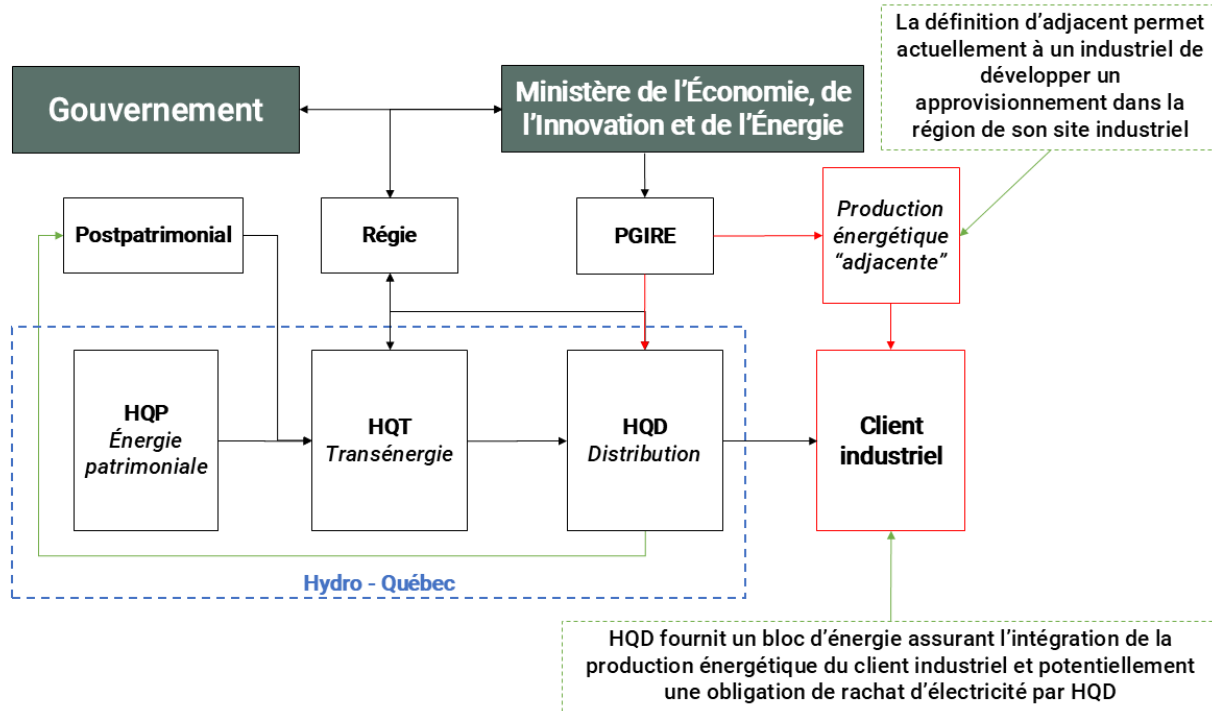 La définition d’adjacent permet
actuellement à un industriel de
développer un
approvisionnement dans la
région de son site industriel
Gouvernement
Ministère de l’Économie, de
l’Innovation et de l’Énergie
Postpatrimonial
Régie
PGIRE
Production
énergétique
“adjacente”
HQP
Énergie
patrimoniale
HQT
Transénergie
HQD
Distribution
Client
industriel
Hydro - Québec
HQD fournit un bloc d’énergie assurant l’intégration de la
production énergétique du client industriel et potentiellement
une obligation de rachat d’électricité par HQD